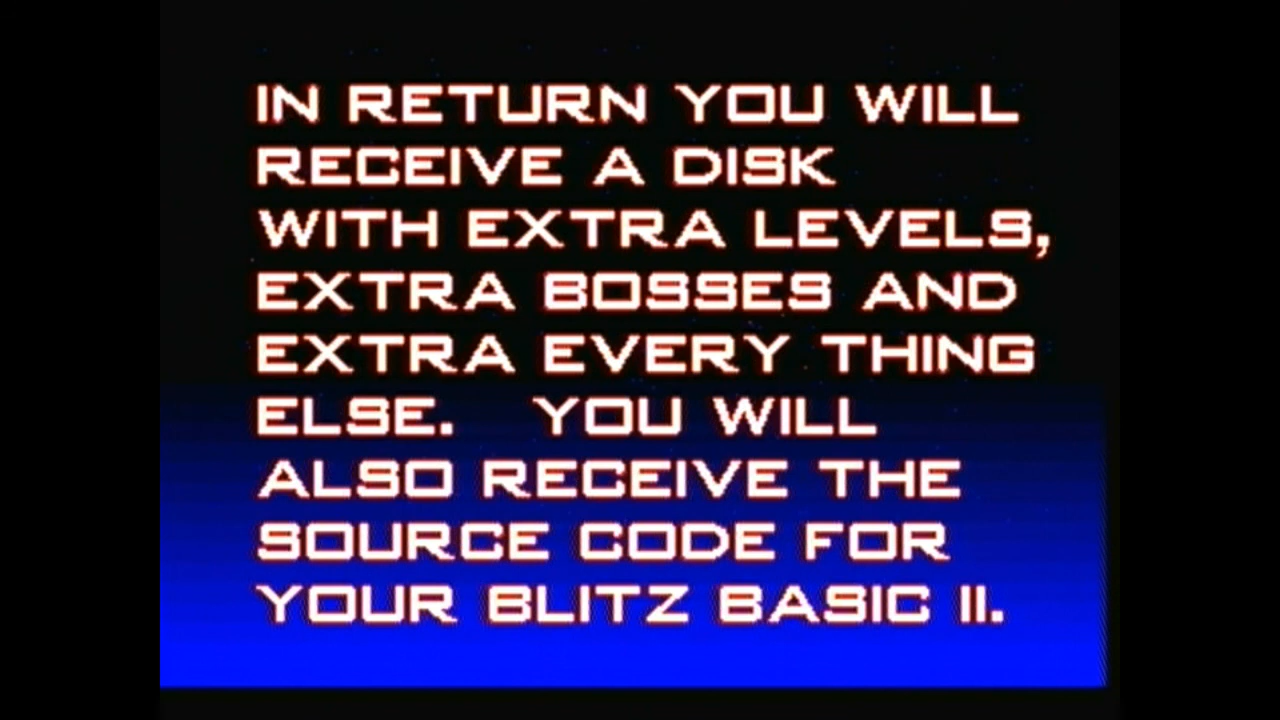 IN RETURN YOU WILL
RECEIVE A DISK
WITH EXTRA LEVELS,
EXTRA BOSSES AND
EXTRA EVERY THING
ELSE. YOU WILL
ALSO RECEIVE THE
SOURCE CODE FOR
YOUR BLITZ BASIC II.